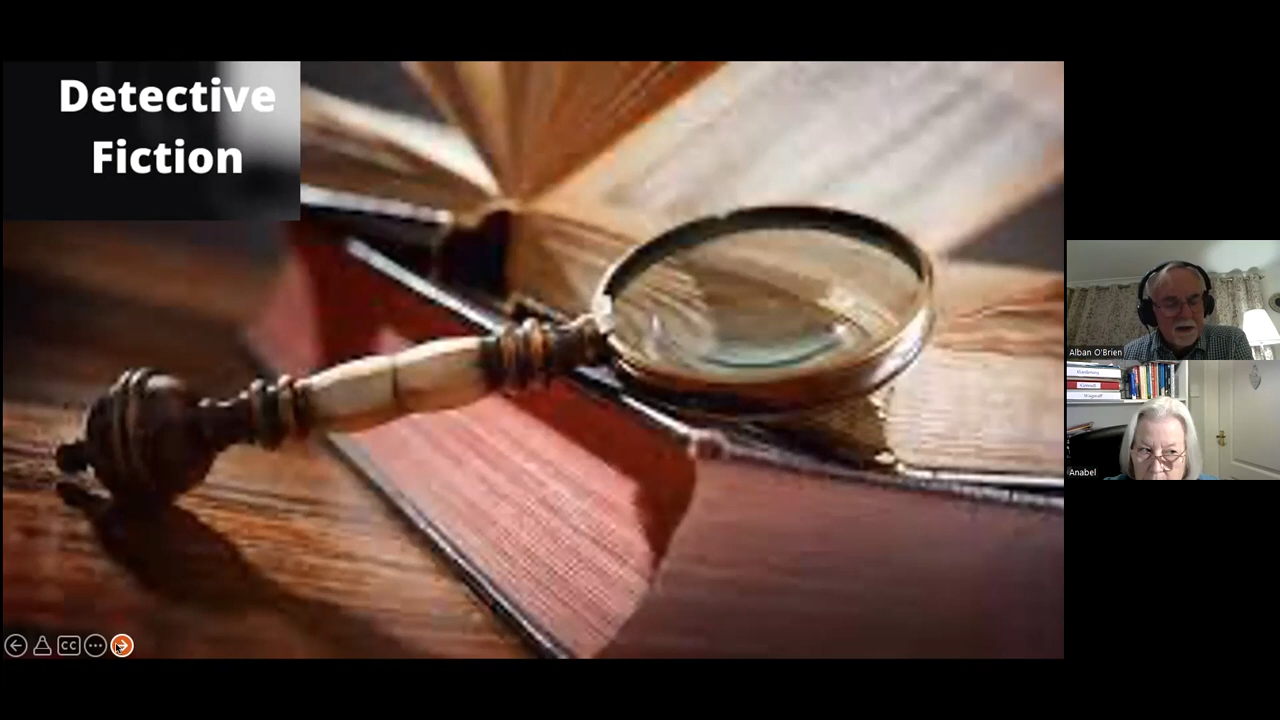 Detective
Fiction
Alban O'Brien
Anabel
CC